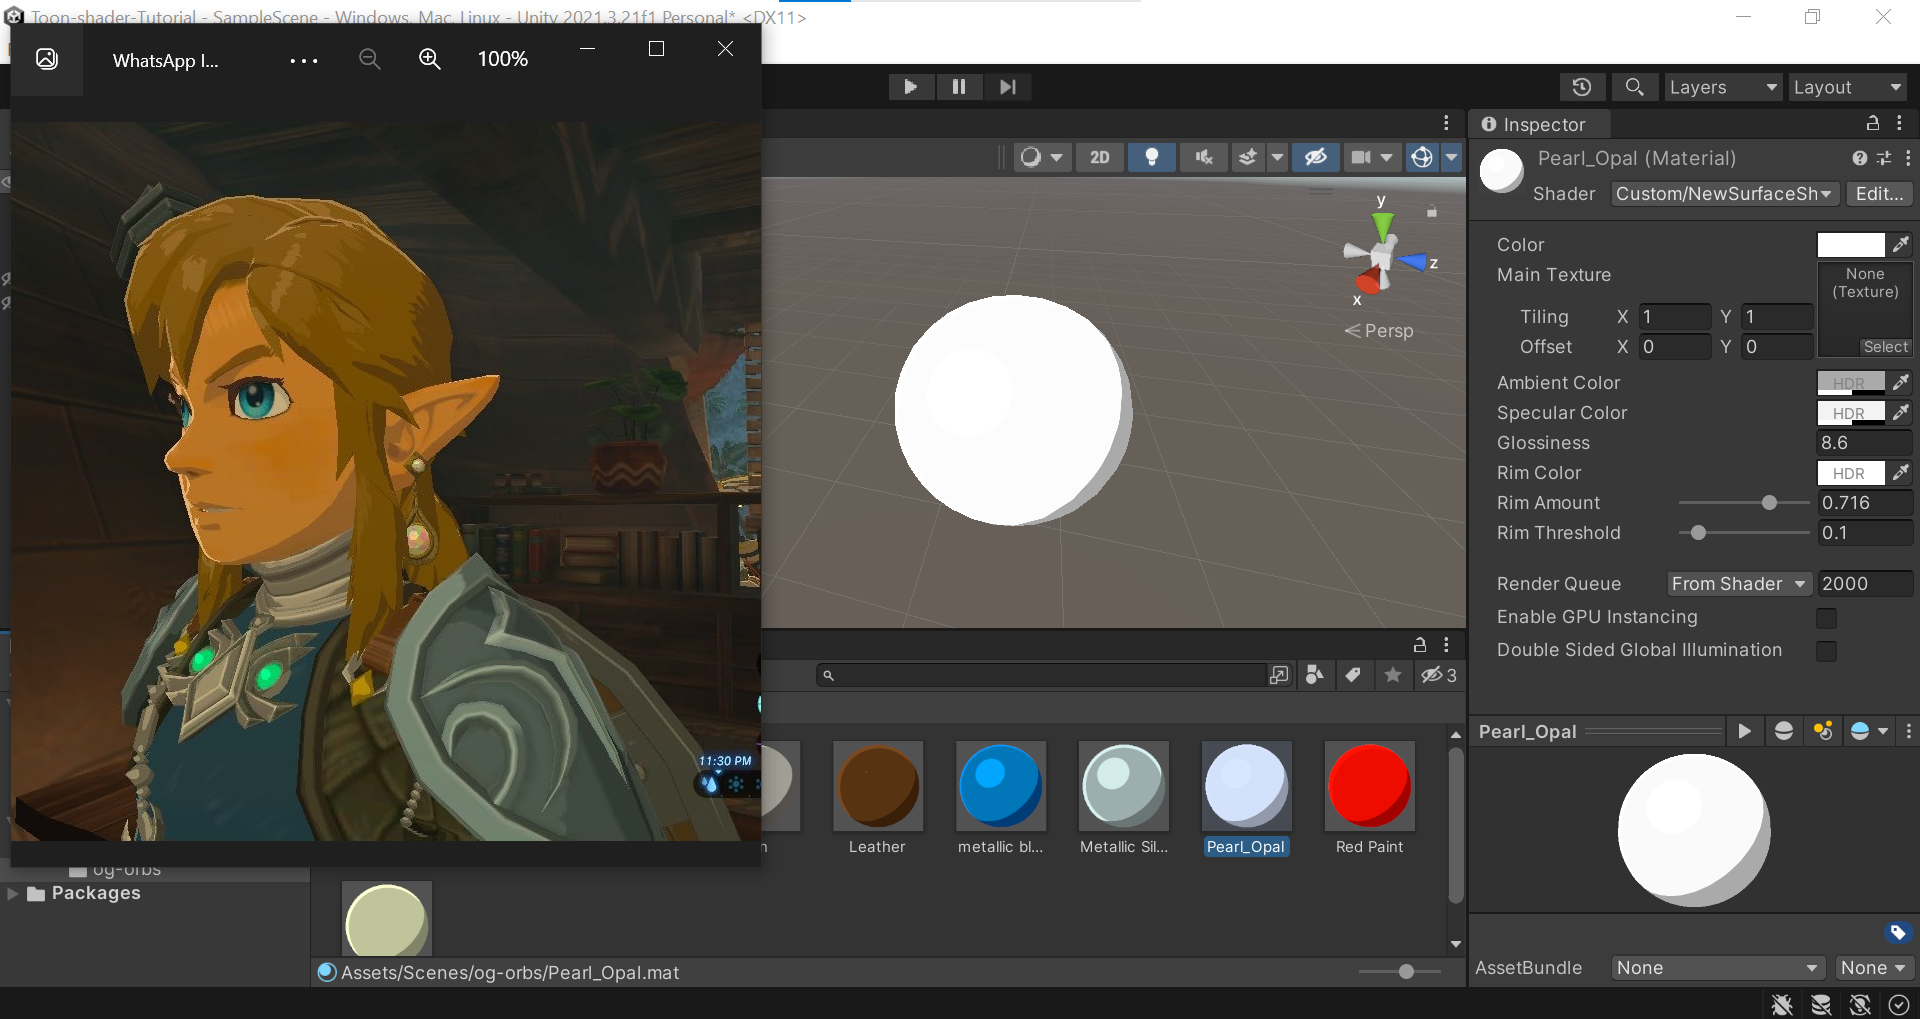 Toon-shader-Tutorial - SampleScene - Windows, Mac, Linux - Unity 2021.3.21f1 Personal* <DX11>
WhatsApp I...
100%
Layers
Layout
Inspector
2D
Pearl_Opal (Material)
Shader
Custom/NewSurfaceSh
Edit...
y
z
x
Persp
Color
Main Texture
None
(Texture)
Tiling
X
1
Y
1
Offset
X
0
Y
0
Select
Ambient Color
HDR
Specular Color
HDR
Glossiness
8.6
Rim Color
HDR
Rim Amount
0.716
Rim Threshold
0.1
Render Queue
From Shader
2000
Enable GPU Instancing
Double Sided Global Illumination
3
11:30 PM
Leather
metallic bl...
Metallic Sil...
Pearl_Opal
Red Paint
Pearl_Opal
og-orbs
Packages
Assets/Scenes/og-orbs/Pearl_Opal.mat
AssetBundle
None
None